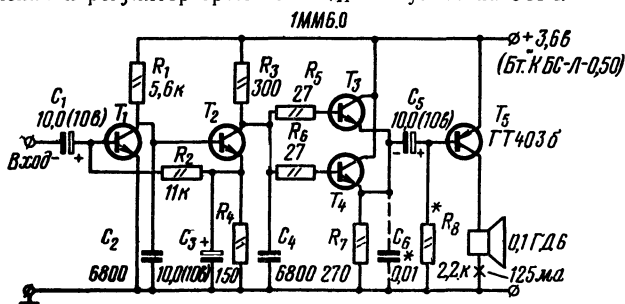 1ММ6.0
+3,6в
(Бт. КБС-Л-0,50)
R₁
5,6к
R₃
300
R₅
27
T₃
C₁
10,0(10в)
T₁
T₂
R₆
27
C₅
10,0(10в)
T₅
ГТ403б
Вход
R₂
11к
T₄
C₂
6800
C₃
10,0(10в)
R₄
150
C₄
6800
R₇
270
C₆
*
0,01
*
R₈
2,2к
0,1ГД6
125ма